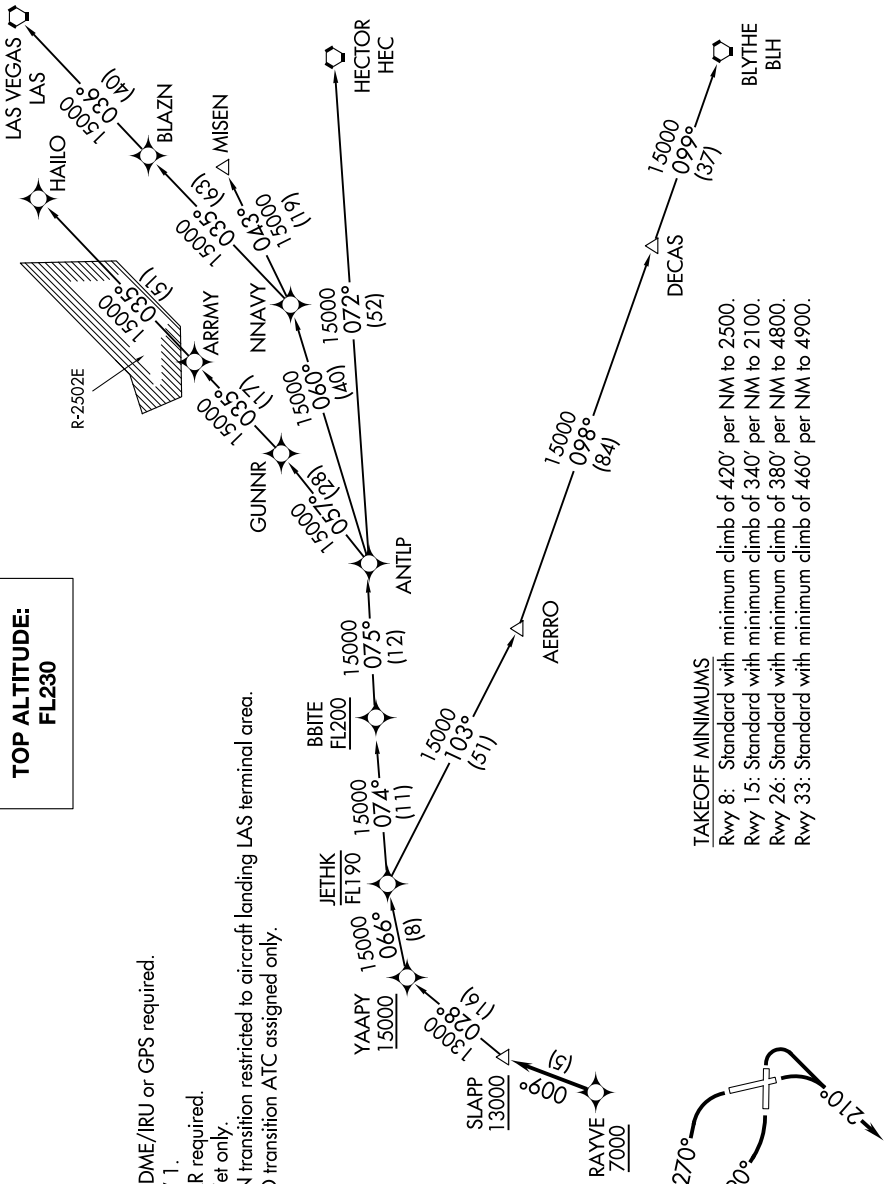 TOP ALTITUDE:
FL230
DME/IRU or GPS required.
1.
R required.
et only.
N transition restricted to aircraft landing LAS terminal area.
transition ATC assigned only.
LAS VEGAS
LAS
15000
036°
(40)
BLAZN
HAILO
15000
035°
(51)
R-2502E
ARRMY
15000
035°
(17)
GUNNR
15000
057°
(28)
15000
035°
(63)
MISEN
15000
043°
(19)
NNAVY
15000
060°
(40)
HECTOR
HEC
15000
072°
(52)
ANTLP
15000
075°
(12)
BBITE
FL200
15000
074°
(11)
JETHK
FL190
15000
066°
(8)
YAAPY
15000
13000
028°
(16)
SLAPP
13000
009°
(5)
RAYVE
7000
15000
103°
(51)
AERRO
15000
098°
(84)
DECAS
15000
099°
(37)
BLYTHE
BLH
TAKEOFF MINIMUMS
Rwy 8: Standard with minimum climb of 420' per NM to 2500.
Rwy 15: Standard with minimum climb of 340' per NM to 2100.
Rwy 26: Standard with minimum climb of 380' per NM to 4800.
Rwy 33: Standard with minimum climb of 460' per NM to 4900.
270°
210°